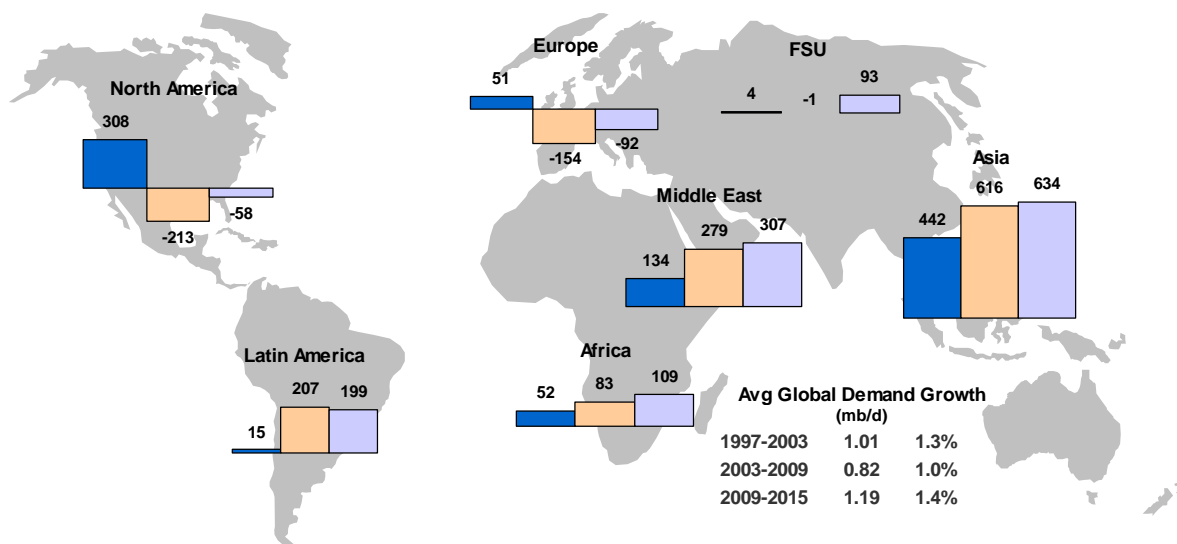 Europe
FSU
51
93
North America
4
-1
308
-92
-154
Asia
616
634
Middle East
279
307
442
-58
134
-213
Latin America
Africa
207
199
52
83
109
15
Avg Global Demand Growth
(mb/d)
1997-2003 1.01 1.3%
2003-2009 0.82 1.0%
2009-2015 1.19 1.4%